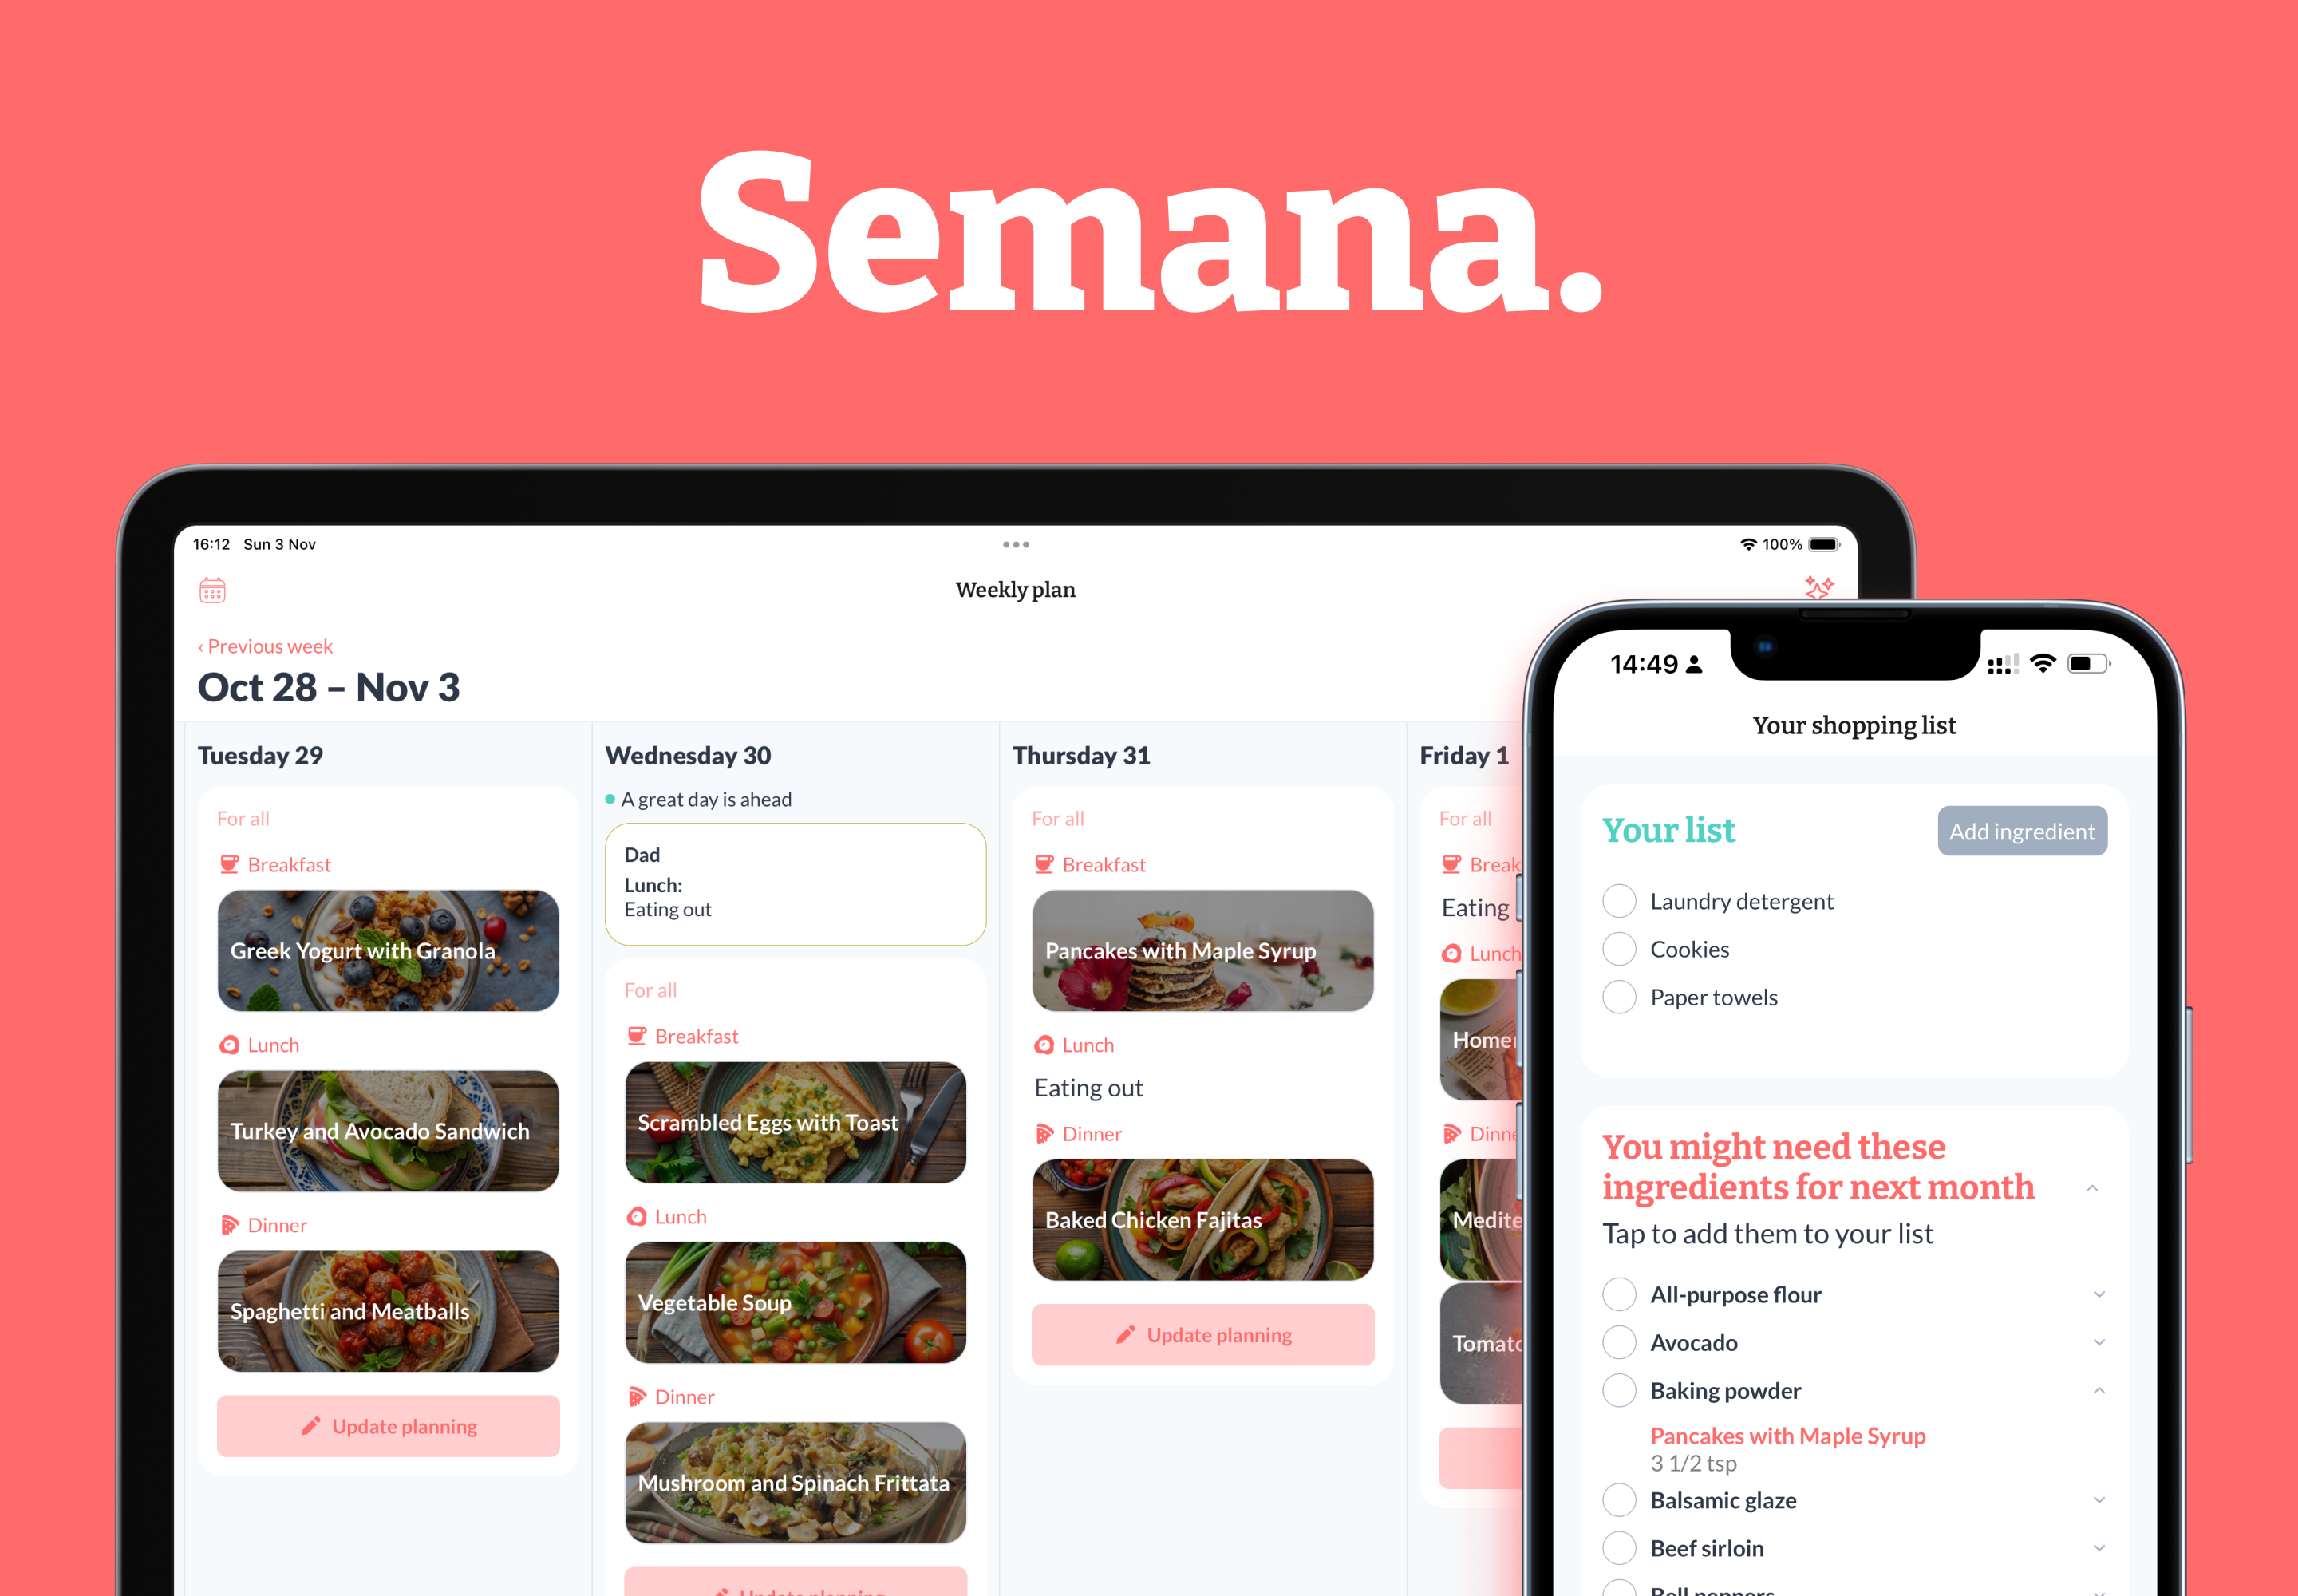 Semana.
16:12 Sun 3 Nov
100%
Weekly plan
‹ Previous week
Oct 28 – Nov 3
Tuesday 29
For all
Breakfast
Greek Yogurt with Granola
Lunch
Turkey and Avocado Sandwich
Dinner
Spaghetti and Meatballs
Update planning
Wednesday 30
A great day is ahead
Dad
Lunch:
Eating out
For all
Breakfast
Scrambled Eggs with Toast
Lunch
Vegetable Soup
Dinner
Mushroom and Spinach Frittata
Update planning
Thursday 31
For all
Breakfast
Pancakes with Maple Syrup
Lunch
Eating out
Dinner
Baked Chicken Fajitas
Update planning
Friday 1
For all
Break
Eating
Lunch
Home
Dinne
Medite
Tomato
14:49
Your shopping list
Your list
Add ingredient
Laundry detergent
Cookies
Paper towels
You might need these
ingredients for next month
Tap to add them to your list
All-purpose flour
Avocado
Baking powder
Pancakes with Maple Syrup
3 1/2 tsp
Balsamic glaze
Beef sirloin
Bell peppers